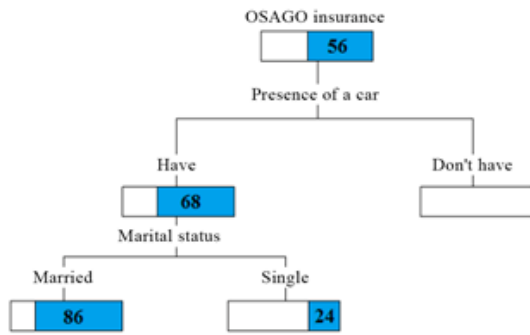 OSAGO insurance
56
Presence of a car
Have
Don't have
68
Marital status
Married
Single
86
24